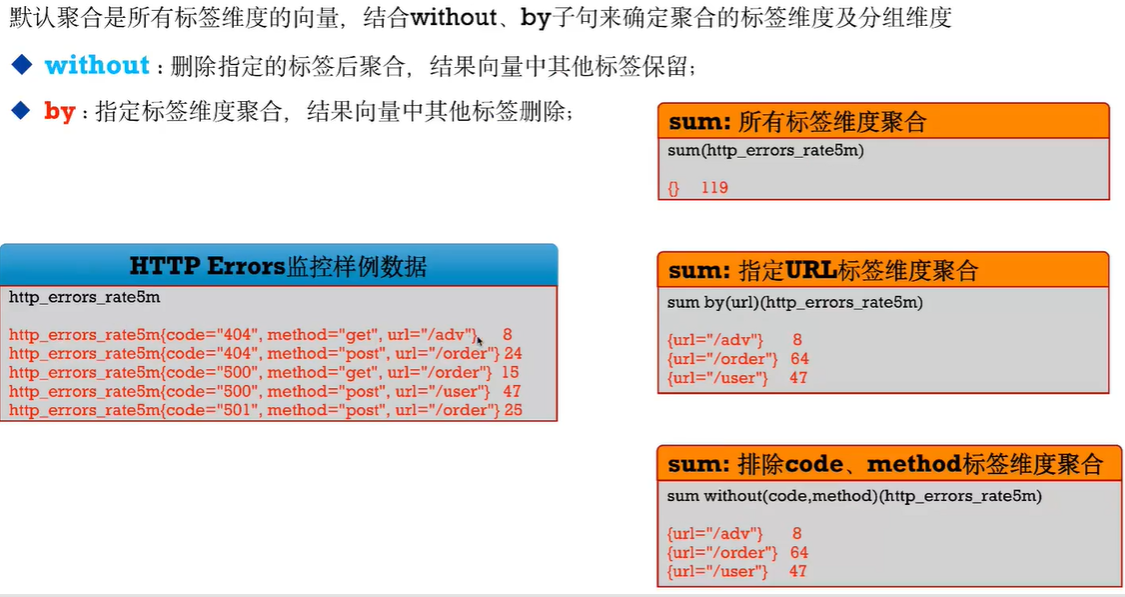 默认聚合是所有标签维度的向量，结合without、by子句来确定聚合的标签维度及分组维度
without : 删除指定的标签后聚合，结果向量中其他标签保留；
by : 指定标签维度聚合，结果向量中其他标签删除；
HTTP Errors监控样例数据
http_errors_rate5m
http_errors_rate5m{code="404", method="get", url="/adv"} 8
http_errors_rate5m{code="404", method="post", url="/order"} 24
http_errors_rate5m{code="500", method="get", url="/order"} 15
http_errors_rate5m{code="500", method="post", url="/user"} 47
http_errors_rate5m{code="501", method="post", url="/order"} 25
sum: 所有标签维度聚合
sum(http_errors_rate5m)
{} 119
sum: 指定URL标签维度聚合
sum by(url)(http_errors_rate5m)
{url="/adv"} 8
{url="/order"} 64
{url="/user"} 47
sum: 排除code、method标签维度聚合
sum without(code,method)(http_errors_rate5m)
{url="/adv"} 8
{url="/order"} 64
{url="/user"} 47